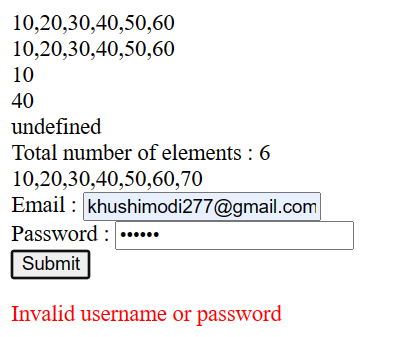 10,20,30,40,50,60
10,20,30,40,50,60
10
40
undefined
Total number of elements : 6
10,20,30,40,50,60,70
Email : khushimodi277@gmail.com
Password : ••••••
Submit
Invalid username or password